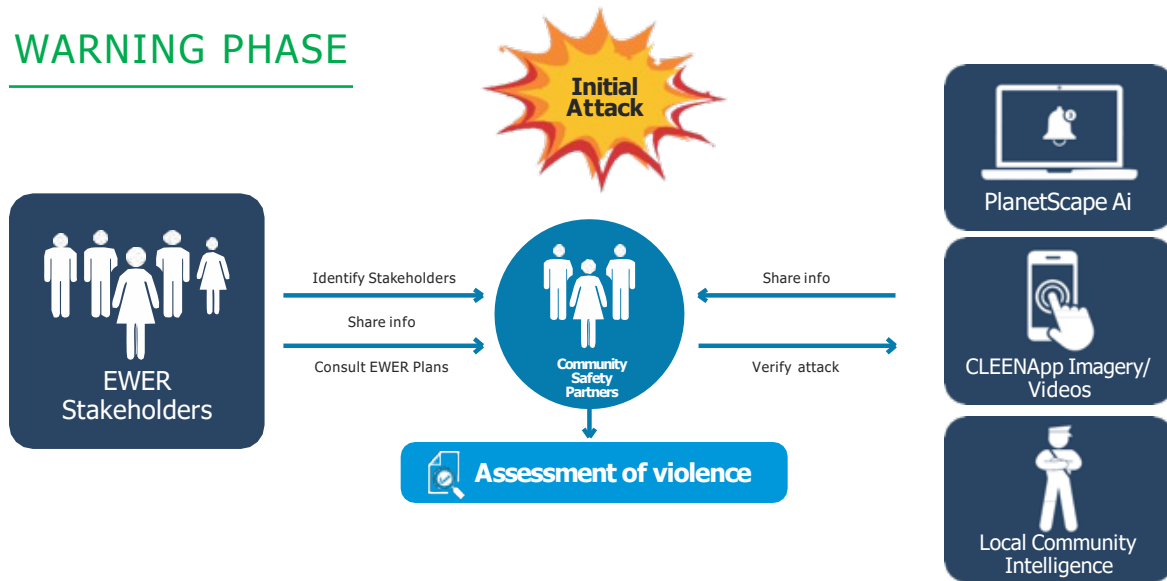 WARNING PHASE
Initial
Attack
PlanetScape Ai
Identify Stakeholders
Share info
Share info
Consult EWER Plans
Verify attack
EWER
Stakeholders
Community
Safety
Partners
CLEENApp Imagery/
Videos
Assessment of violence
Local Community
Intelligence